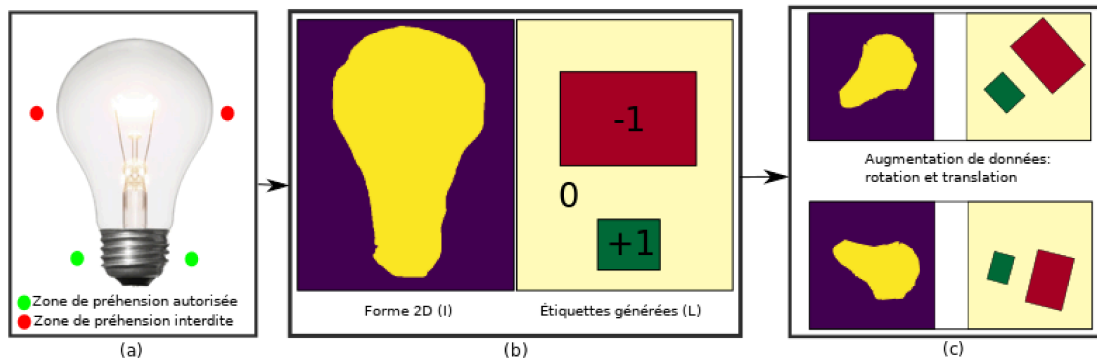 Zone de préhension autorisée
Zone de préhension interdite
(a)
-1
0
+1
Forme 2D (I)
Étiquettes générées (L)
(b)
Augmentation de données:
rotation et translation
(c)